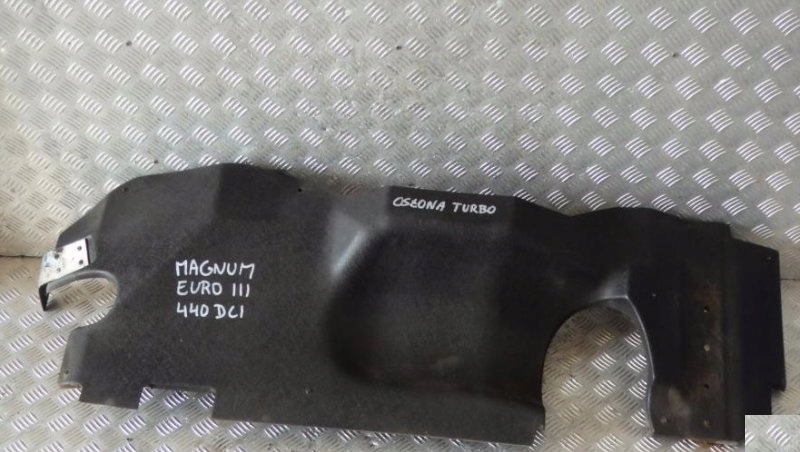 OSŁONA TURBO
MAGNUM
EURO III
440 DCI